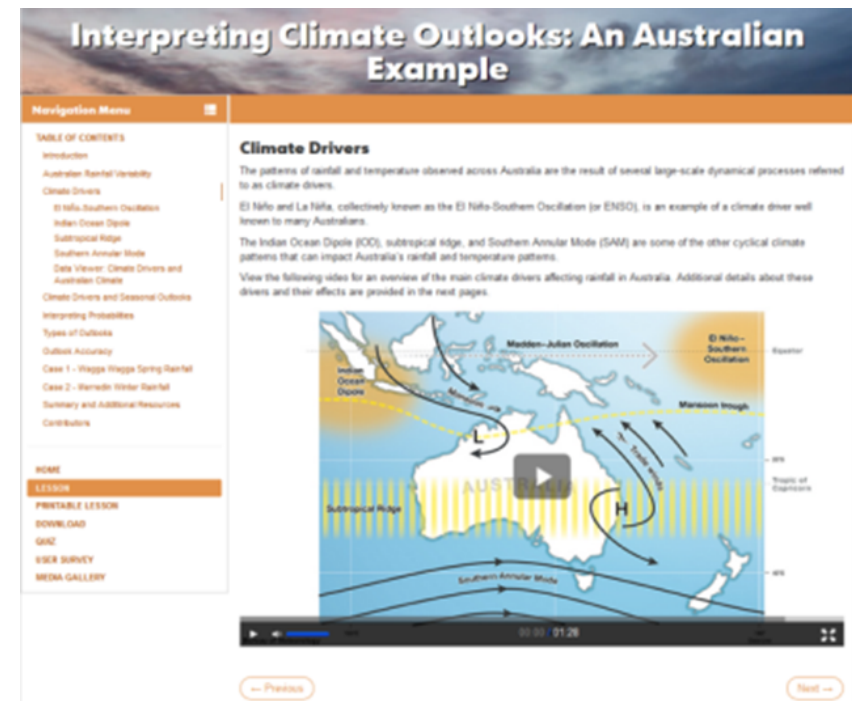 Interpreting Climate Outlooks: An Australian
Example
Navigation Menu
TABLE OF CONTENTS
Introduction
Australian Rainfall Variability
Climate Drivers
El Niño-Southern Oscillation
Indian Ocean Dipole
Subtropical Ridge
Southern Annular Mode
Data Viewer: Climate Drivers and
Australian Climate
Climate Drivers and Seasonal Outlooks
Interpreting Probabilities
Types of Outlooks
Outlook Accuracy
Case 1 - Wagga Wagga Spring Rainfall
Case 2 - Merredin Winter Rainfall
Summary and Additional Resources
Contributors
HOME
LESSON
PRINTABLE LESSON
DOWNLOAD
QUIZ
USER SURVEY
MEDIA GALLERY
Climate Drivers
The patterns of rainfall and temperature observed across Australia are the result of several large-scale dynamical processes referred
to as climate drivers.
El Niño and La Niña, collectively known as the El Niño-Southern Oscillation (or ENSO), is an example of a climate driver well
known to many Australians.
The Indian Ocean Dipole (IOD), subtropical ridge, and Southern Annular Mode (SAM) are some of the other cyclical climate
patterns that can impact Australia's rainfall and temperature patterns.
View the following video for an overview of the main climate drivers affecting rainfall in Australia. Additional details about these
drivers and their effects are provided in the next pages.
Madden-Julian Oscillation
El Niño-
Southern
Oscillation
Equator
Indian
Ocean
Dipole
Monsoon
Monsoon trough
L
Trade winds
Tropic of
Capricorn
AUSTRALIA
Subtropical Ridge
H
Southern Annular Mode
00:00
01:28
← Previous
Next →